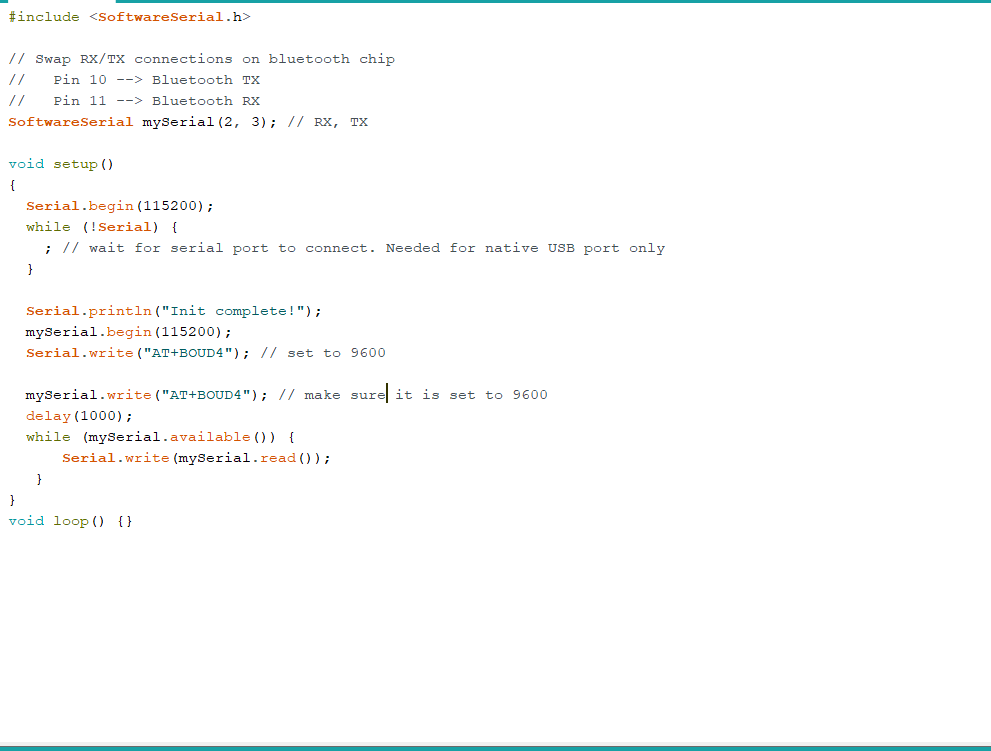 #include <SoftwareSerial.h>
// Swap RX/TX connections on bluetooth chip
//   Pin 10 --> Bluetooth TX
//   Pin 11 --> Bluetooth RX
SoftwareSerial mySerial(2, 3); // RX, TX
void setup()
{
  Serial.begin(115200);
  while (!Serial) {
    ; // wait for serial port to connect. Needed for native USB port only
  }
  Serial.println("Init complete!");
  mySerial.begin(115200);
  Serial.write("AT+BOUD4"); // set to 9600
  mySerial.write("AT+BOUD4"); // make sure it is set to 9600
  delay(1000);
  while (mySerial.available()) {
      Serial.write(mySerial.read());
   }
}
void loop() {}